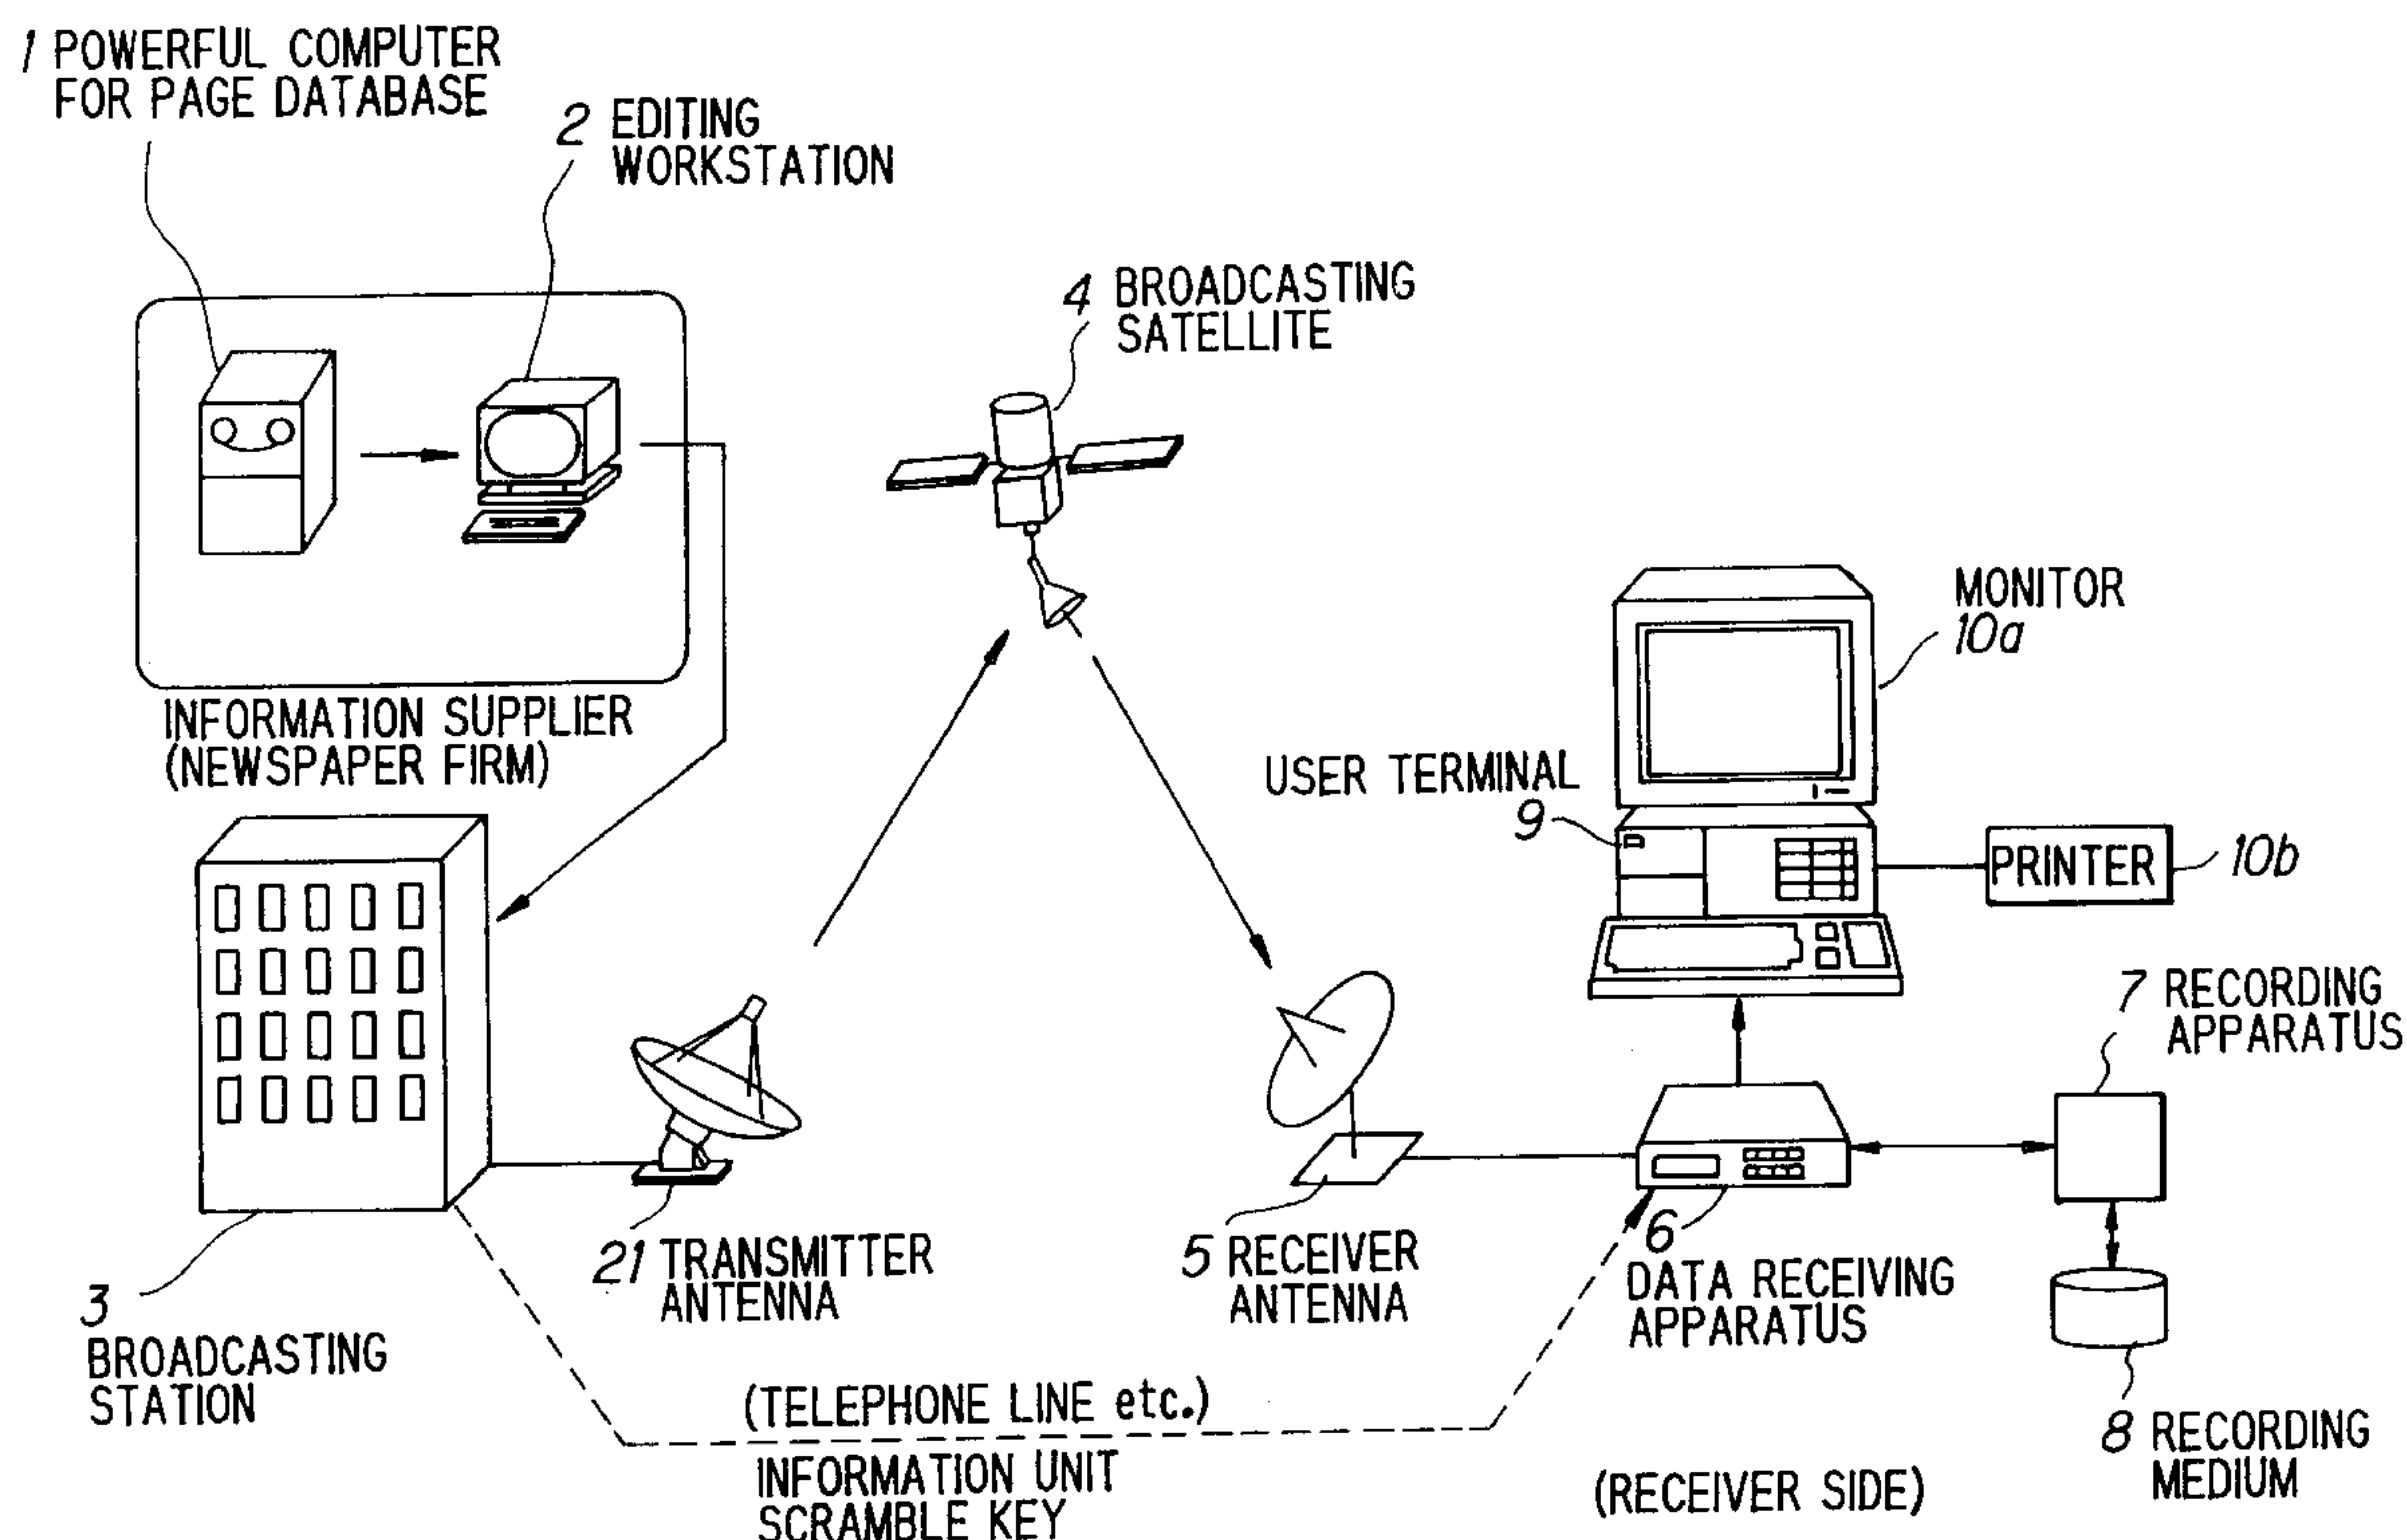 1 POWERFUL COMPUTER
FOR PAGE DATABASE
2 EDITING
WORKSTATION
4 BROADCASTING
SATELLITE
MONITOR
10a
INFORMATION SUPPLIER
(NEWSPAPER FIRM)
USER TERMINAL
9
PRINTER
10b
7 RECORDING
APPARATUS
21 TRANSMITTER
ANTENNA
5 RECEIVER
ANTENNA
6
DATA RECEIVING
APPARATUS
3
BROADCASTING
STATION
(TELEPHONE LINE etc.)
INFORMATION UNIT
SCRAMBLE KEY
8 RECORDING
MEDIUM
(RECEIVER SIDE)